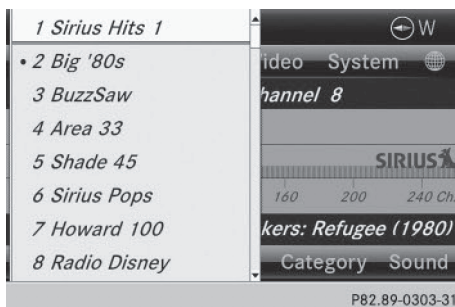 1 Sirius Hits 1
W
• 2 Big '80s
ideo System
3 BuzzSaw
hannel 8
4 Area 33
5 Shade 45
SIRIUS
6 Sirius Pops
160 200 240 Ch.
7 Howard 100
kers: Refugee (1980)
8 Radio Disney
Category Sound
P82.89-0303-31